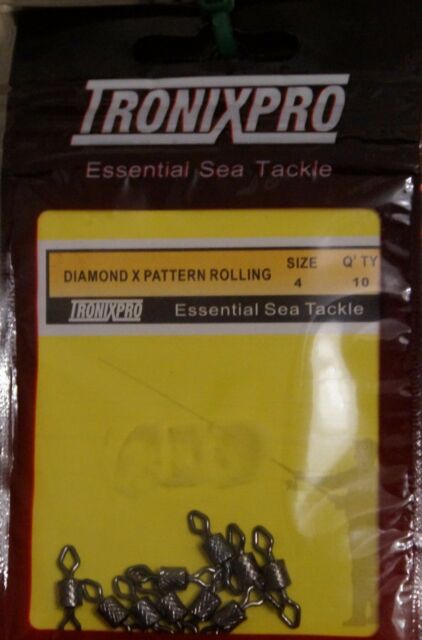 TRONIXPRO
Essential Sea Tackle
DIAMOND X PATTERN ROLLING SIZE Q'TY
4 10
TRONIXPRO Essential Sea Tackle